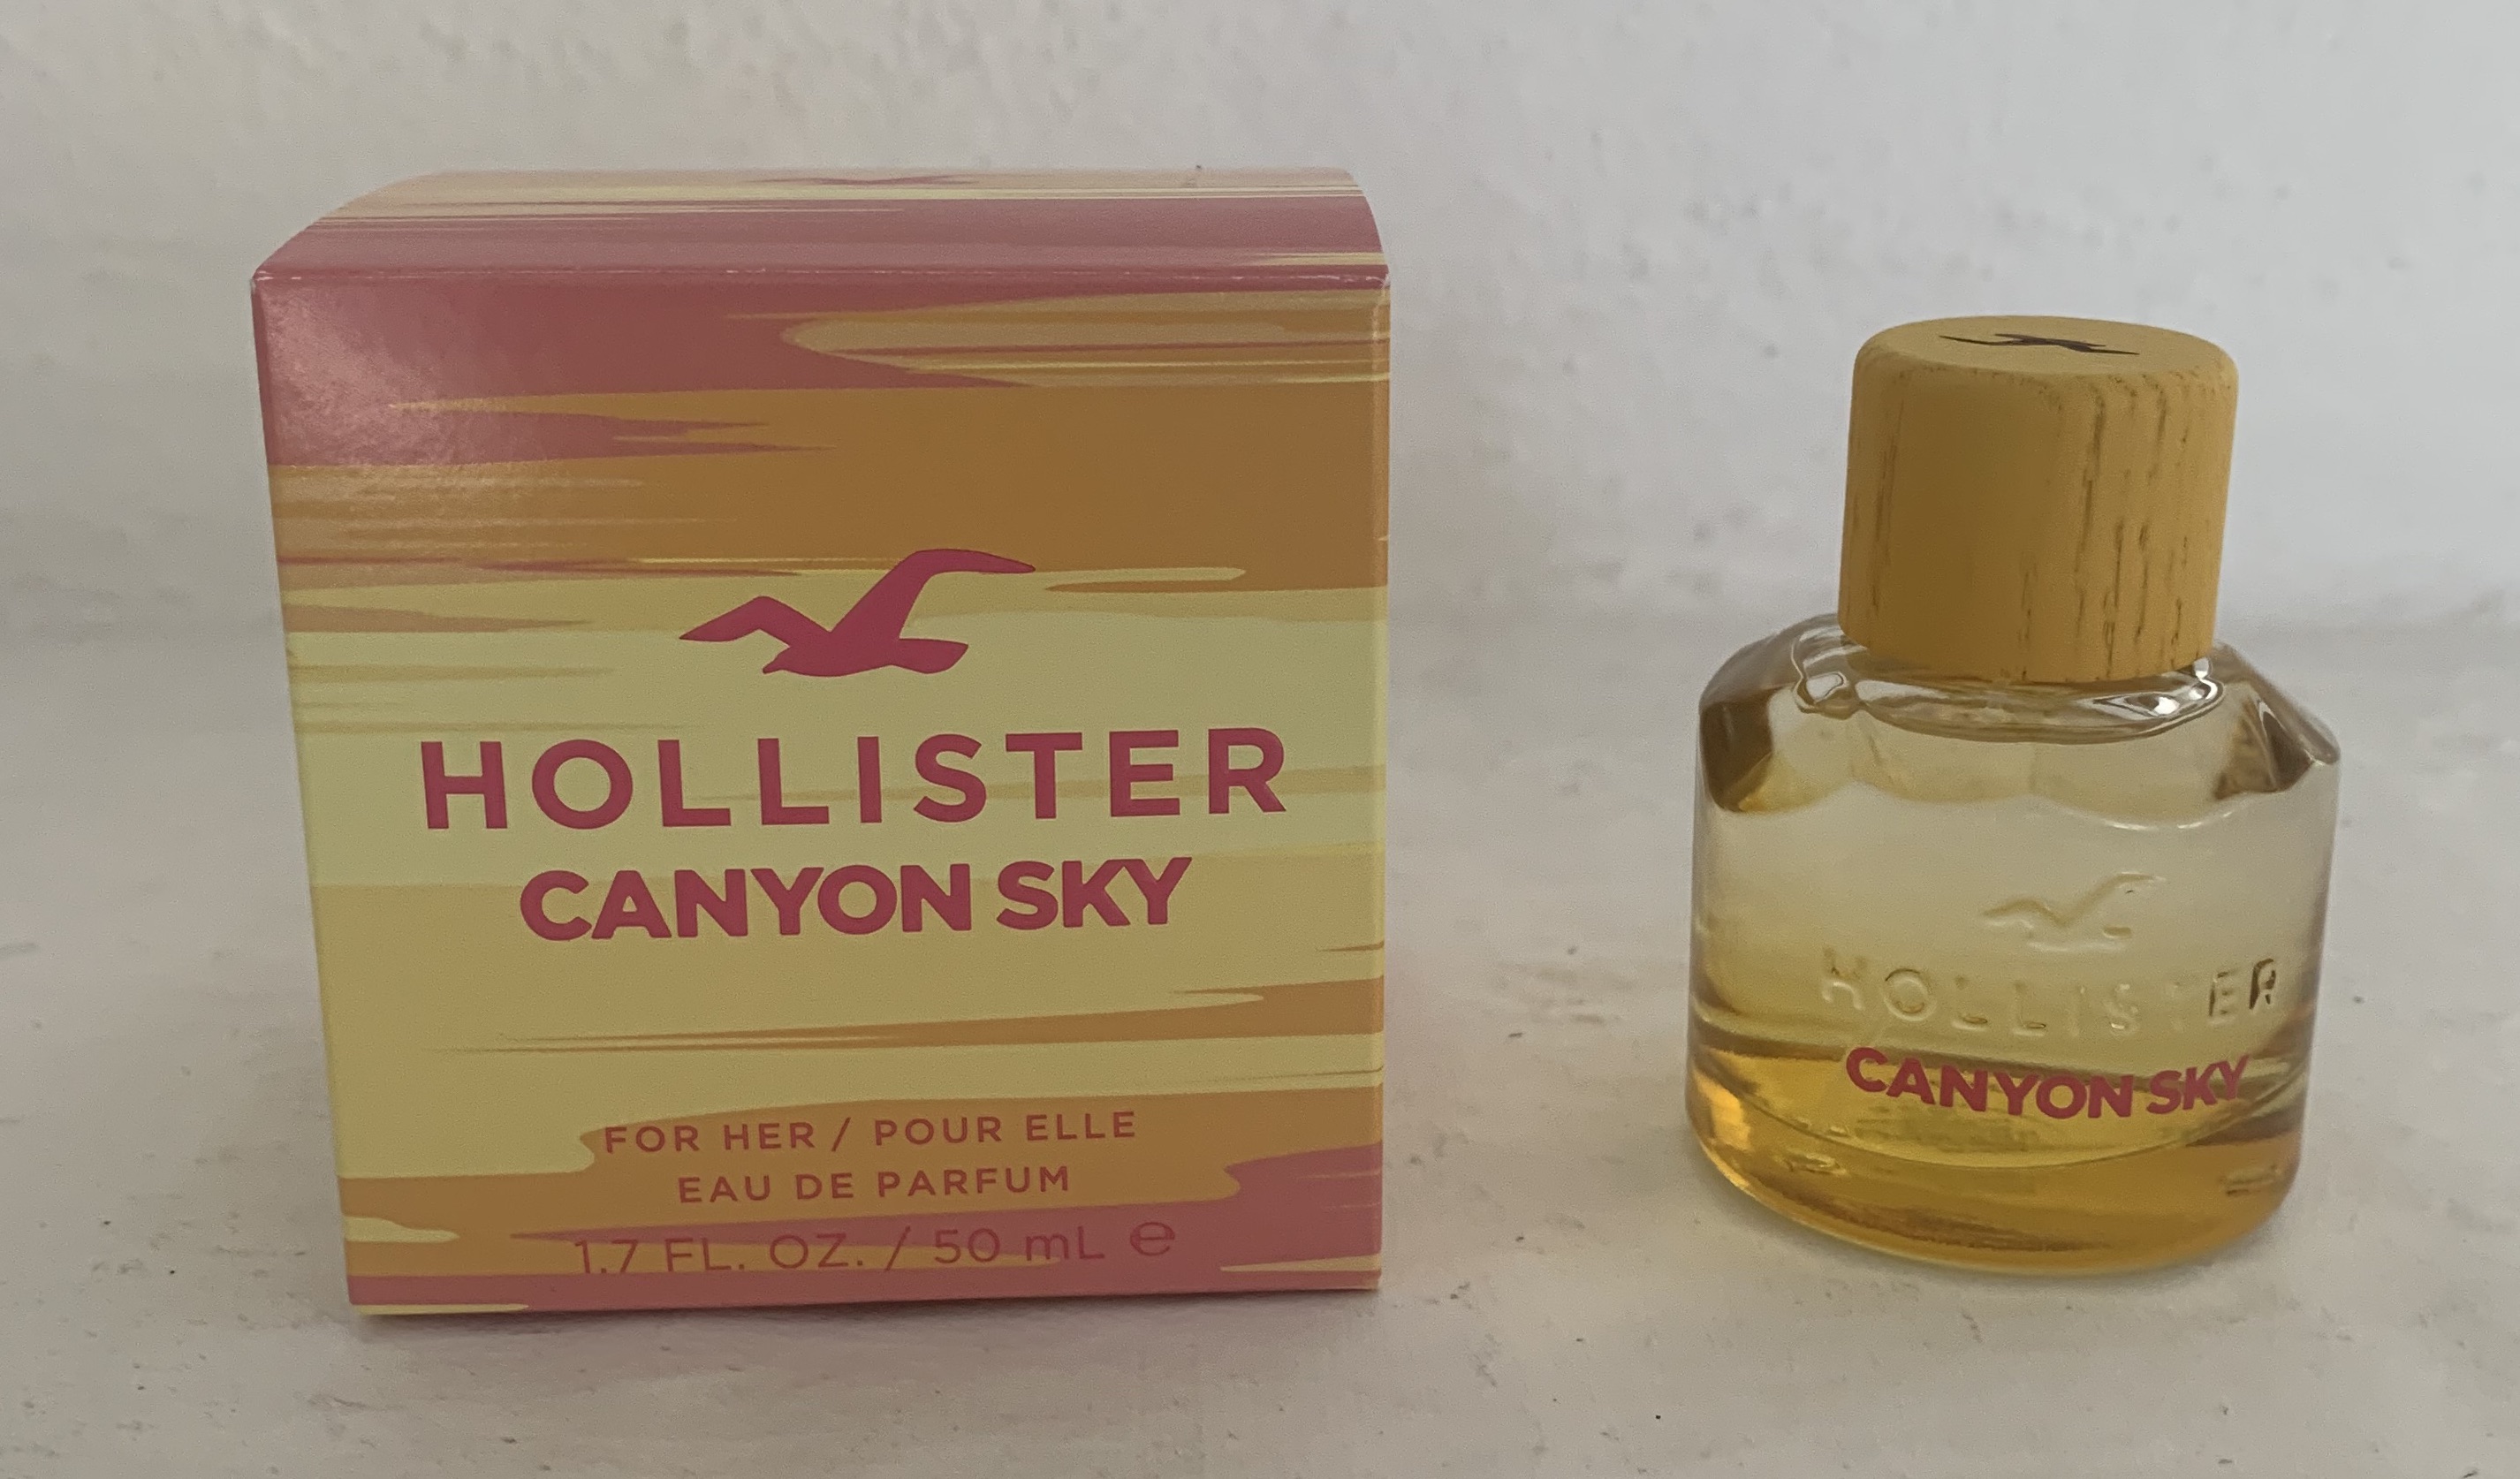 HOLLISTER
CANYON SKY
FOR HER / POUR ELLE
EAU DE PARFUM
1.7 FL. OZ. / 50 mL ℮
HOLLISTER
CANYON SKY